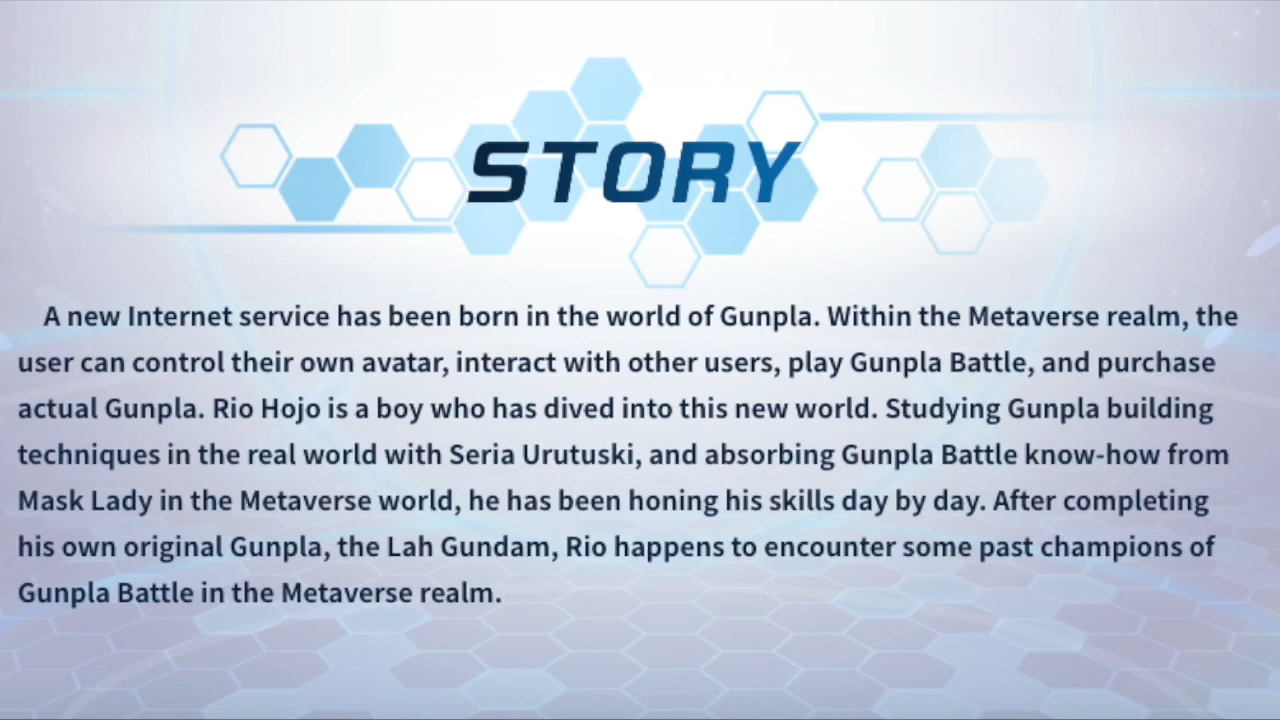 STORY
A new Internet service has been born in the world of Gunpla. Within the Metaverse realm, the
user can control their own avatar, interact with other users, play Gunpla Battle, and purchase
actual Gunpla. Rio Hojo is a boy who has dived into this new world. Studying Gunpla building
techniques in the real world with Seria Urutuski, and absorbing Gunpla Battle know-how from
Mask Lady in the Metaverse world, he has been honing his skills day by day. After completing
his own original Gunpla, the Lah Gundam, Rio happens to encounter some past champions of
Gunpla Battle in the Metaverse realm.